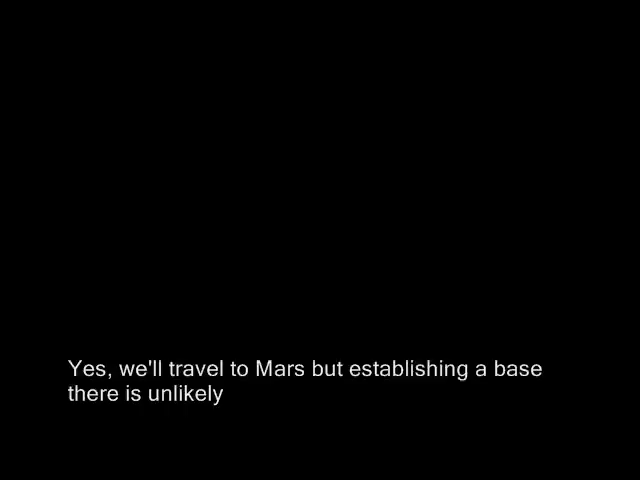 Yes, we'll travel to Mars but establishing a base
there is unlikely